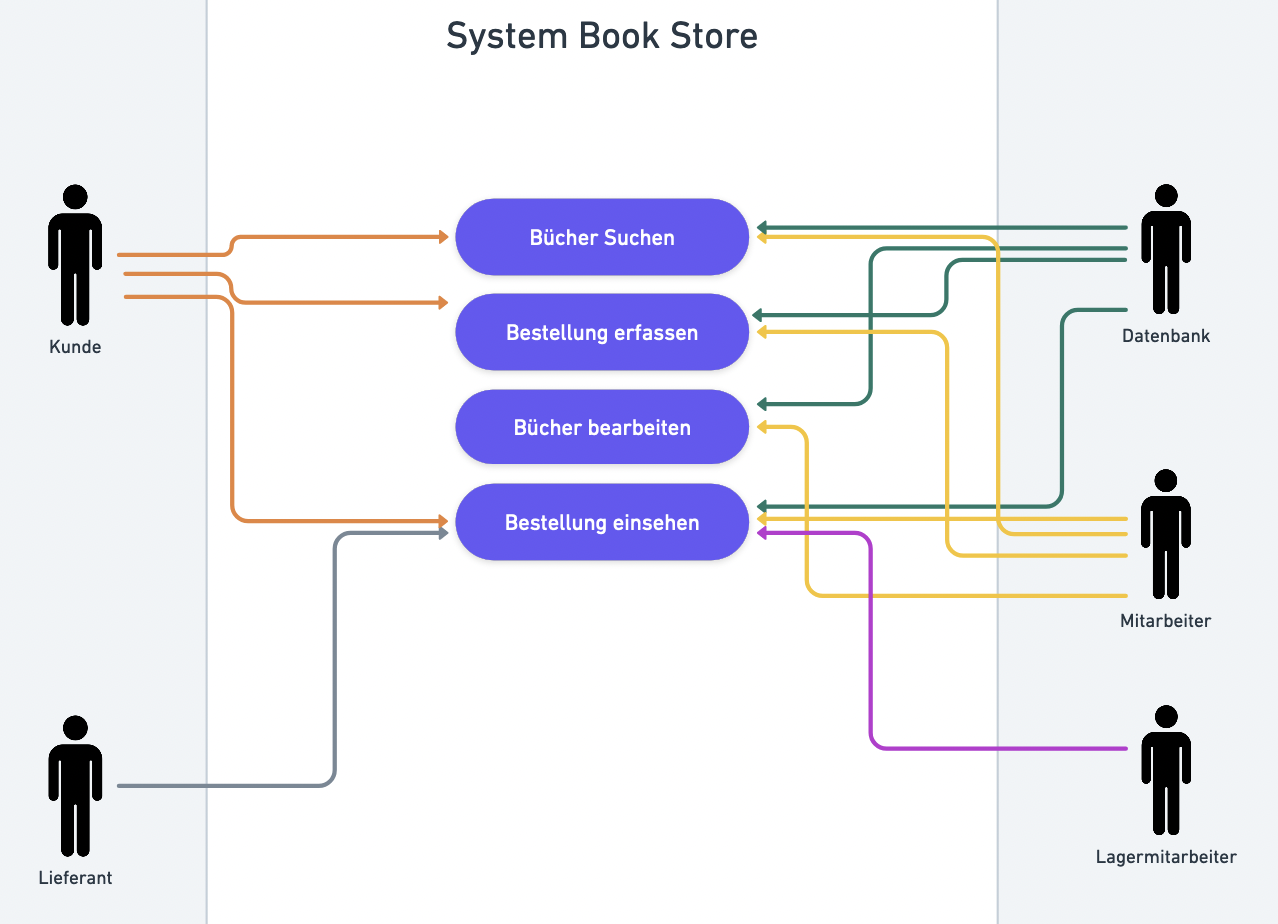 System Book Store
Kunde
Lieferant
Bücher Suchen
Bestellung erfassen
Bücher bearbeiten
Bestellung einsehen
Datenbank
Mitarbeiter
Lagermitarbeiter